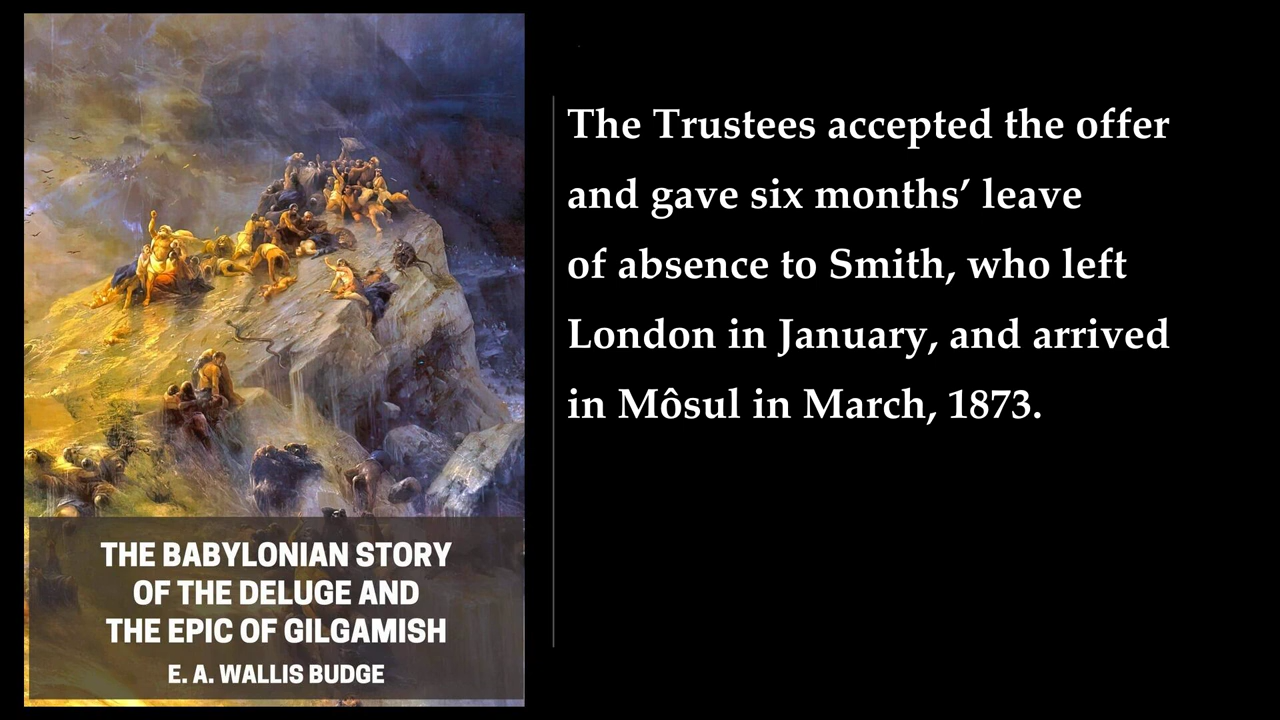 The Trustees accepted the offer
and gave six months’ leave
of absence to Smith, who left
London in January, and arrived
in Môsul in March, 1873.
THE BABYLONIAN STORY
OF THE DELUGE AND
THE EPIC OF GILGAMISH
E. A. WALLIS BUDGE